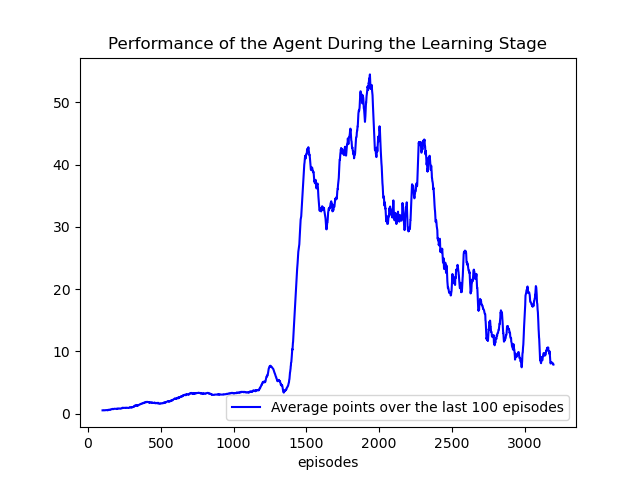 Performance of the Agent During the Learning Stage
50
40
30
20
10
0
Average points over the last 100 episodes
0 500 1000 1500 2000 2500 3000
episodes